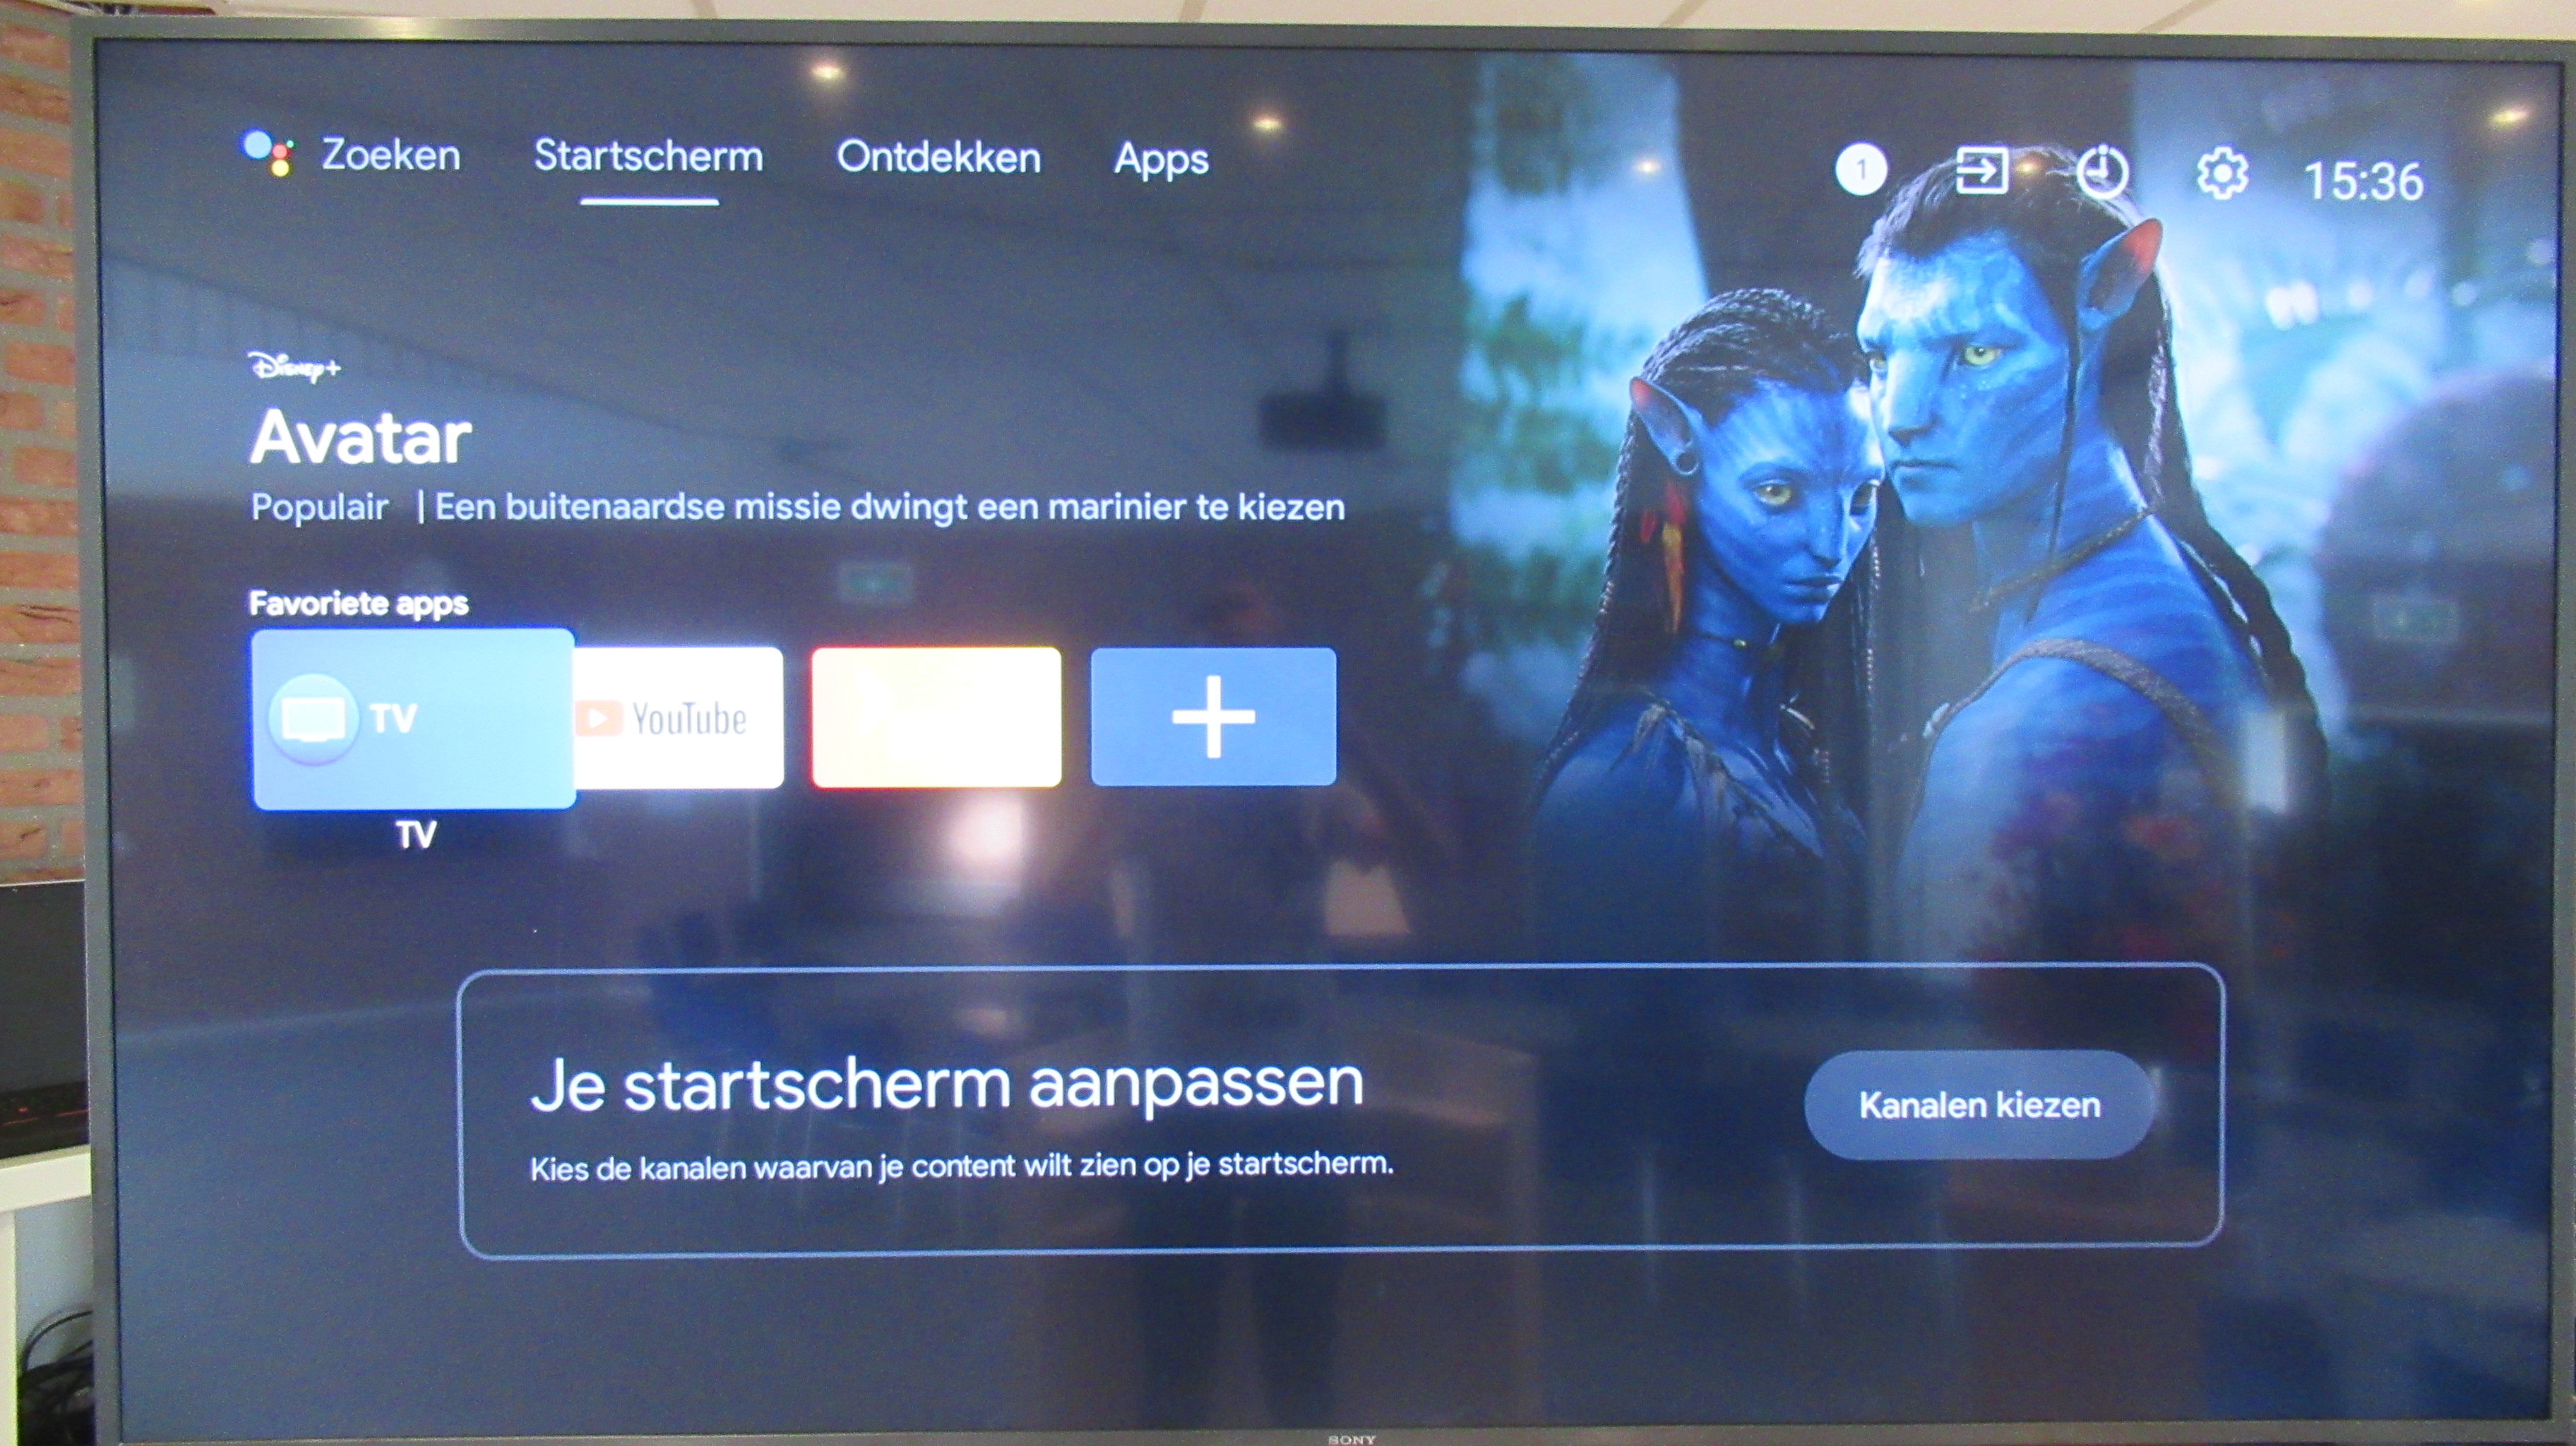 Zoeken Startscherm Ontdekken Apps 1 15:36
Disney+
Avatar
Populair | Een buitenaardse missie dwingt een marinier te kiezen
Favoriete apps
TV YouTube
TV
Je startscherm aanpassen
Kanalen kiezen
Kies de kanalen waarvan je content wilt zien op je startscherm.
SONY